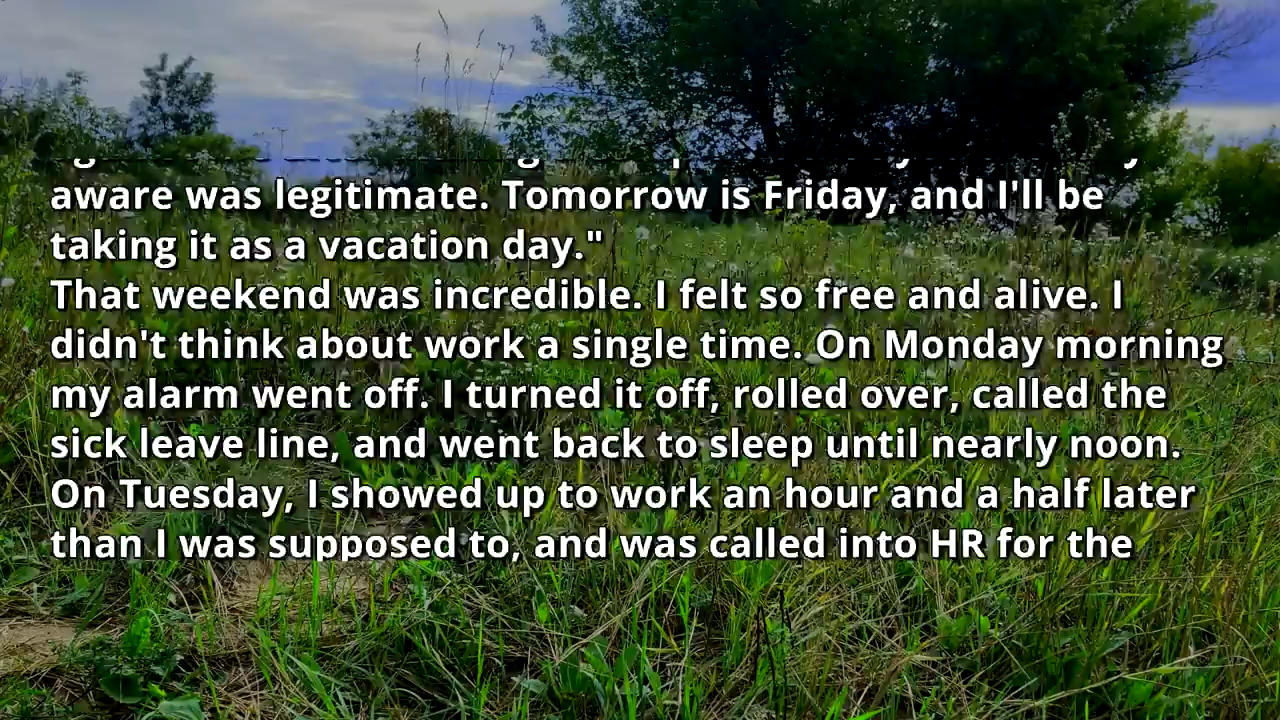 aware was legitimate. Tomorrow is Friday, and I'll be
taking it as a vacation day."
That weekend was incredible. I felt so free and alive. I
didn't think about work a single time. On Monday morning
my alarm went off. I turned it off, rolled over, called the
sick leave line, and went back to sleep until nearly noon.
On Tuesday, I showed up to work an hour and a half later
than I was supposed to, and was called into HR for the